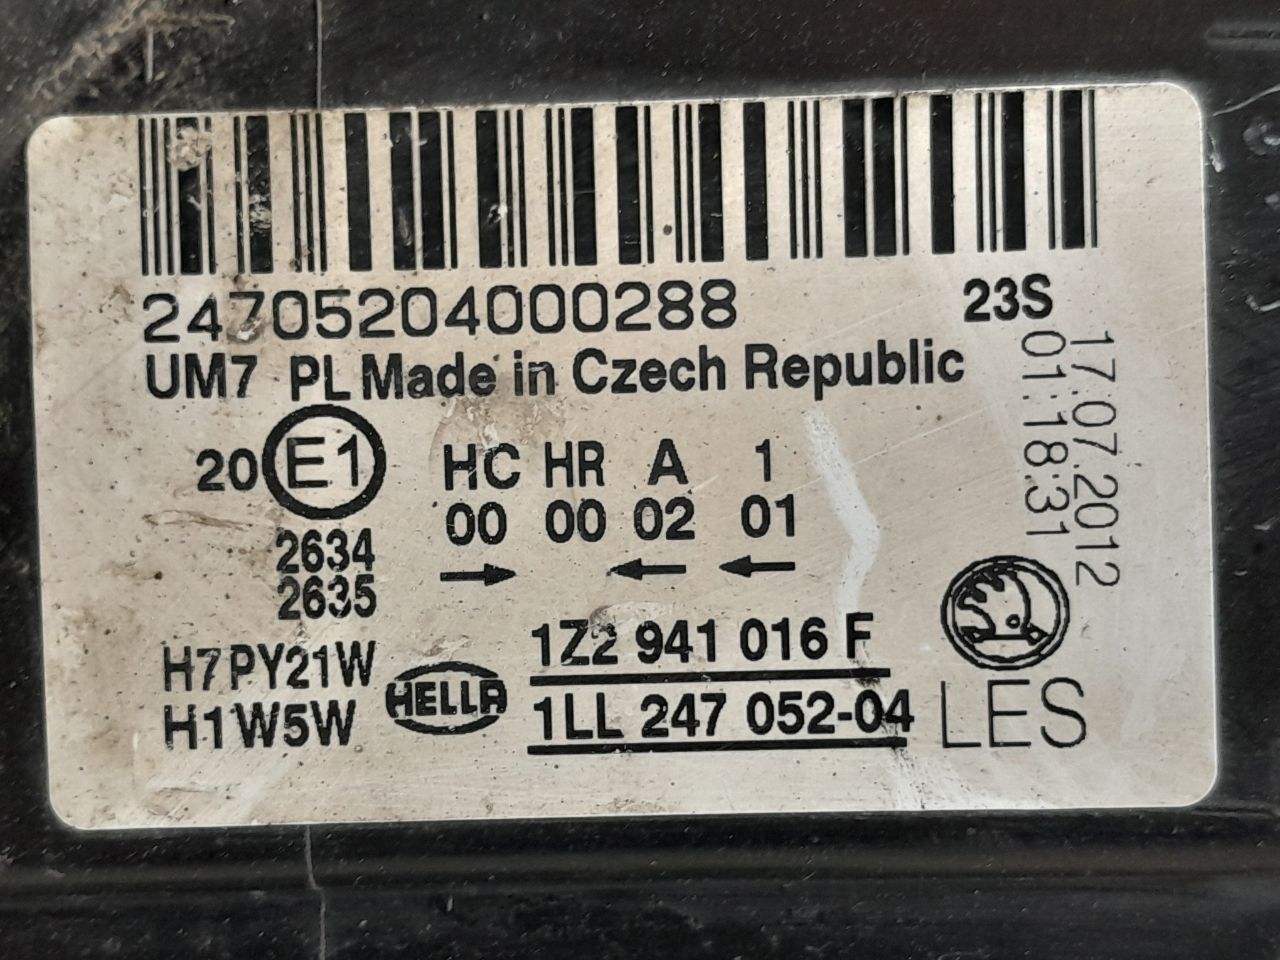 24705204000288
23S
UM7 PL Made in Czech Republic
17.07.2012
01:18:31
20 E1 HC HR A 1
00 00 02 01
2634
2635
→ ← ←
H7 PY21W
H1 W5W
HELLA
1Z2 941 016 F
1LL 247 052-04
LES